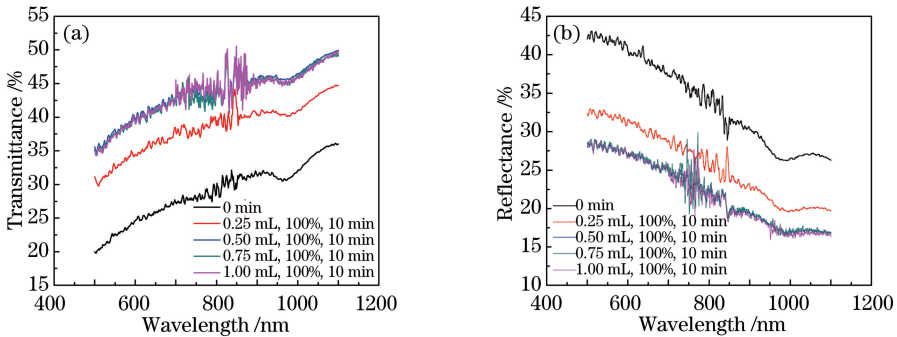 (a)
Transmittance /%
55
50
45
40
35
30
25
20
15
400
600
800
1000
1200
Wavelength /nm
0 min
0.25 mL, 100%, 10 min
0.50 mL, 100%, 10 min
0.75 mL, 100%, 10 min
1.00 mL, 100%, 10 min
(b)
Reflectance /%
45
40
35
30
25
20
15
10
400
600
800
1000
1200
Wavelength /nm
0 min
0.25 mL, 100%, 10 min
0.50 mL, 100%, 10 min
0.75 mL, 100%, 10 min
1.00 mL, 100%, 10 min